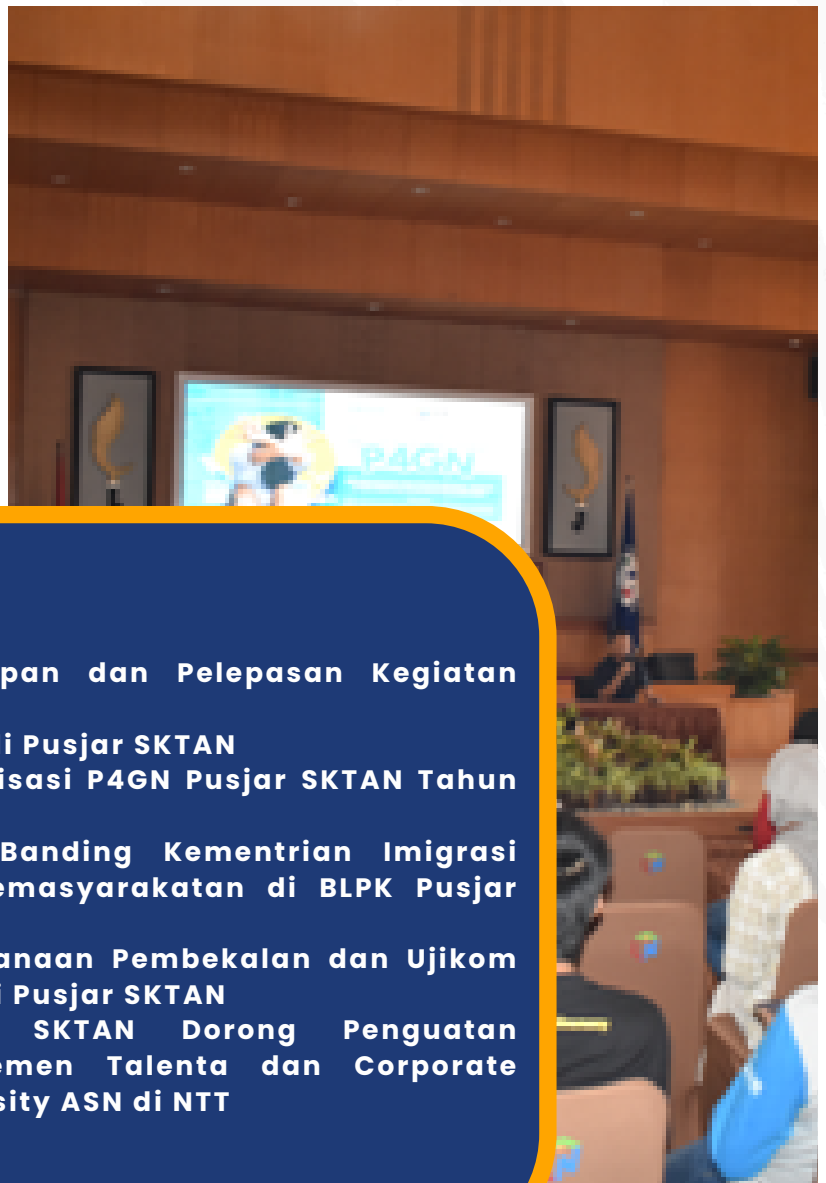 P4GN
pan dan Pelepasan Kegiatan
di Pusjar SKTAN
isasi P4GN Pusjar SKTAN Tahun
Banding Kementrian Imigrasi
emasyarakatan di BLPK Pusjar
anaan Pembekalan dan Ujikom
i Pusjar SKTAN
SKTAN Dorong Penguatan
emen Talenta dan Corporate
sity ASN di NTT